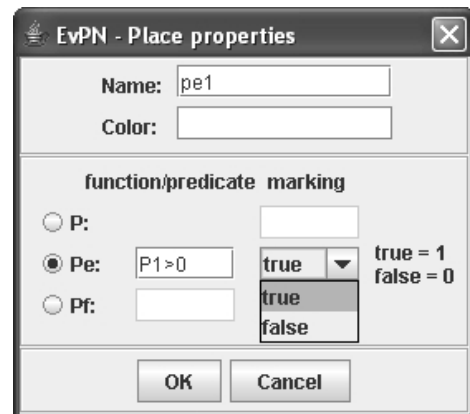 EvPN - Place properties
Name: pe1
Color:
function/predicate marking
P:
Pe: P1>0 true true = 1
false = 0
Pf: true
false
OK Cancel